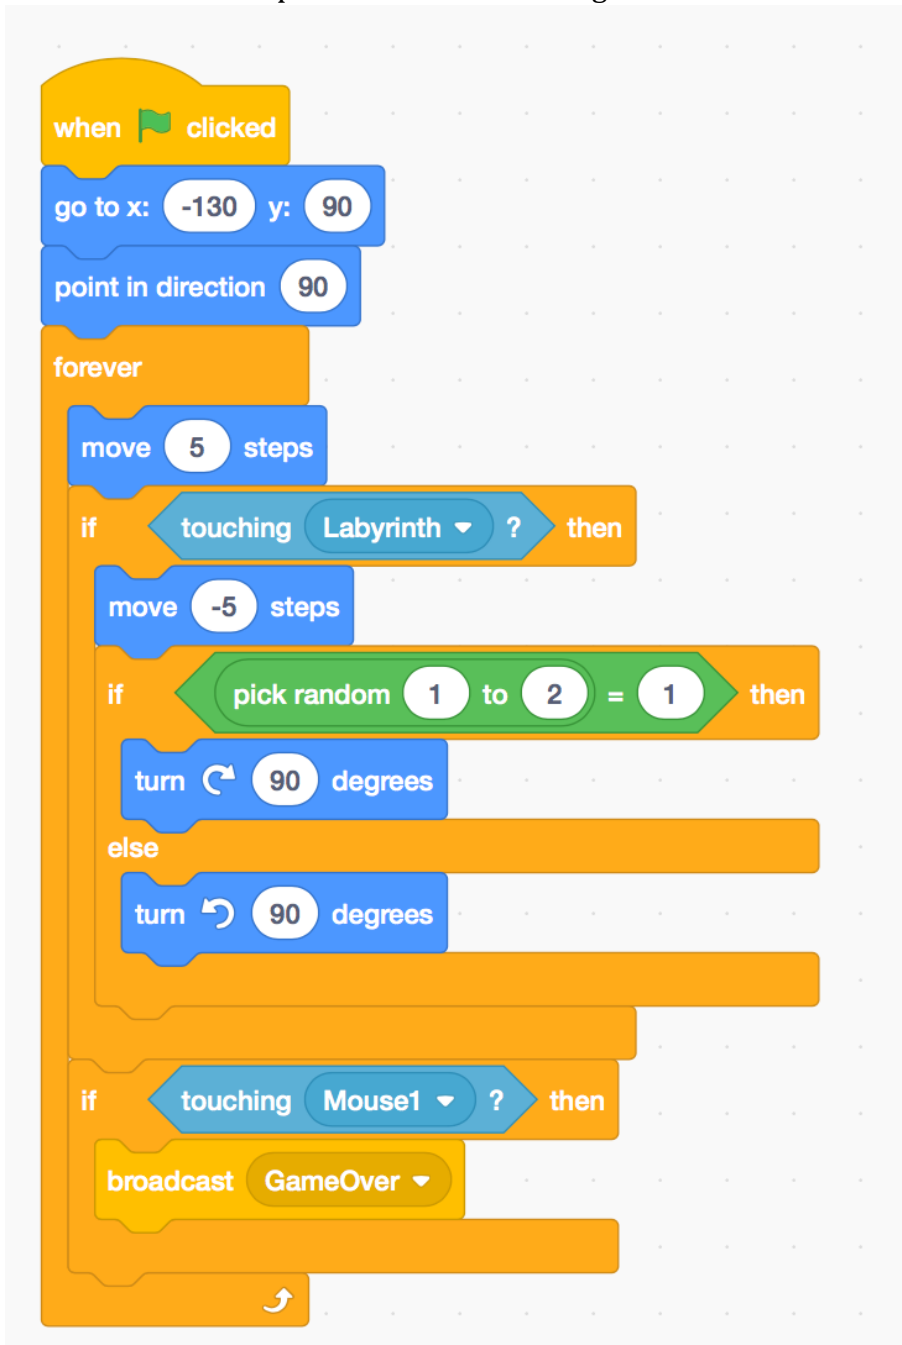 when clicked
go to x: -130 y: 90
point in direction 90
forever
move 5 steps
if touching Labyrinth ? then
move -5 steps
if pick random 1 to 2 = 1 then
turn 90 degrees
else
turn 90 degrees
if touching Mouse1 ? then
broadcast GameOver